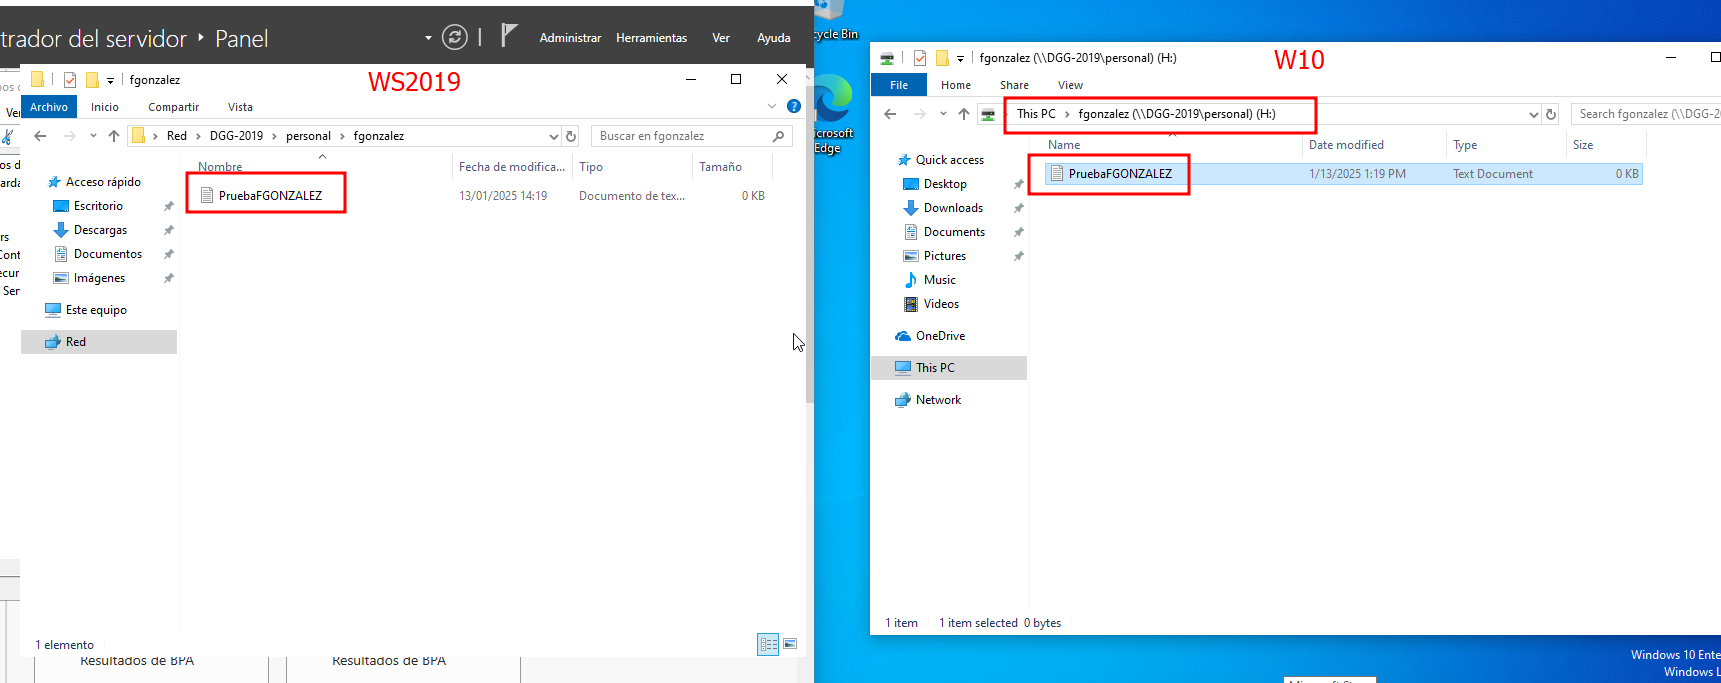 trador del servidor ‣ Panel
Administrar Herramientas Ver Ayuda
fgonzalez
WS2019
Archivo Inicio Compartir Vista
Red > DGG-2019 > personal > fgonzalez
Buscar en fgonzalez
Nombre Fecha de modifica... Tipo Tamaño
PruebaFGONZALEZ 13/01/2025 14:19 Documento de tex... 0 KB
Acceso rápido
Escritorio
Descargas
Documentos
Imágenes
Este equipo
Red
1 elemento
Resultados de BPA Resultados de BPA
cycle Bin
icrosoft
Edge
fgonzalez (\\DGG-2019\personal) (H:)
W10
File Home Share View
This PC > fgonzalez (\\DGG-2019\personal) (H:)
Search fgonzalez (\\DGG-2
Name Date modified Type Size
PruebaFGONZALEZ 1/13/2025 1:19 PM Text Document 0 KB
Quick access
Desktop
Downloads
Documents
Pictures
Music
Videos
OneDrive
This PC
Network
1 item 1 item selected 0 bytes
Windows 10 Ente
Windows L